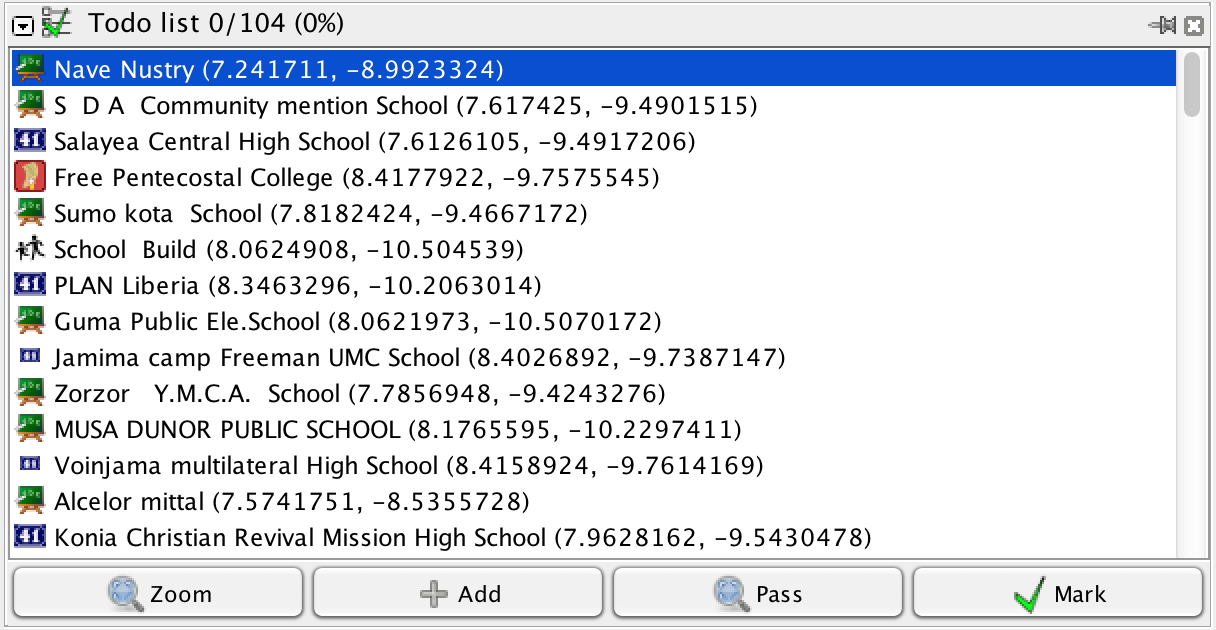 Todo list 0/104 (0%)
Nave Nustry (7.241711, -8.9923324)
S  D A  Community mention School (7.617425, -9.4901515)
41 Salayea Central High School (7.6126105, -9.4917206)
Free Pentecostal College (8.4177922, -9.7575545)
Sumo kota  School (7.8182424, -9.4667172)
School  Build (8.0624908, -10.504539)
41 PLAN Liberia (8.3463296, -10.2063014)
Guma Public Ele.School (8.0621973, -10.5070172)
41 Jamima camp Freeman UMC School (8.4026892, -9.7387147)
Zorzor   Y.M.C.A.  School (7.7856948, -9.4243276)
MUSA DUNOR PUBLIC SCHOOL (8.1765595, -10.2297411)
41 Voinjama multilateral High School (8.4158924, -9.7614169)
Alcelor mittal (7.5741751, -8.5355728)
41 Konia Christian Revival Mission High School (7.9628162, -9.5430478)
Zoom Add Pass Mark